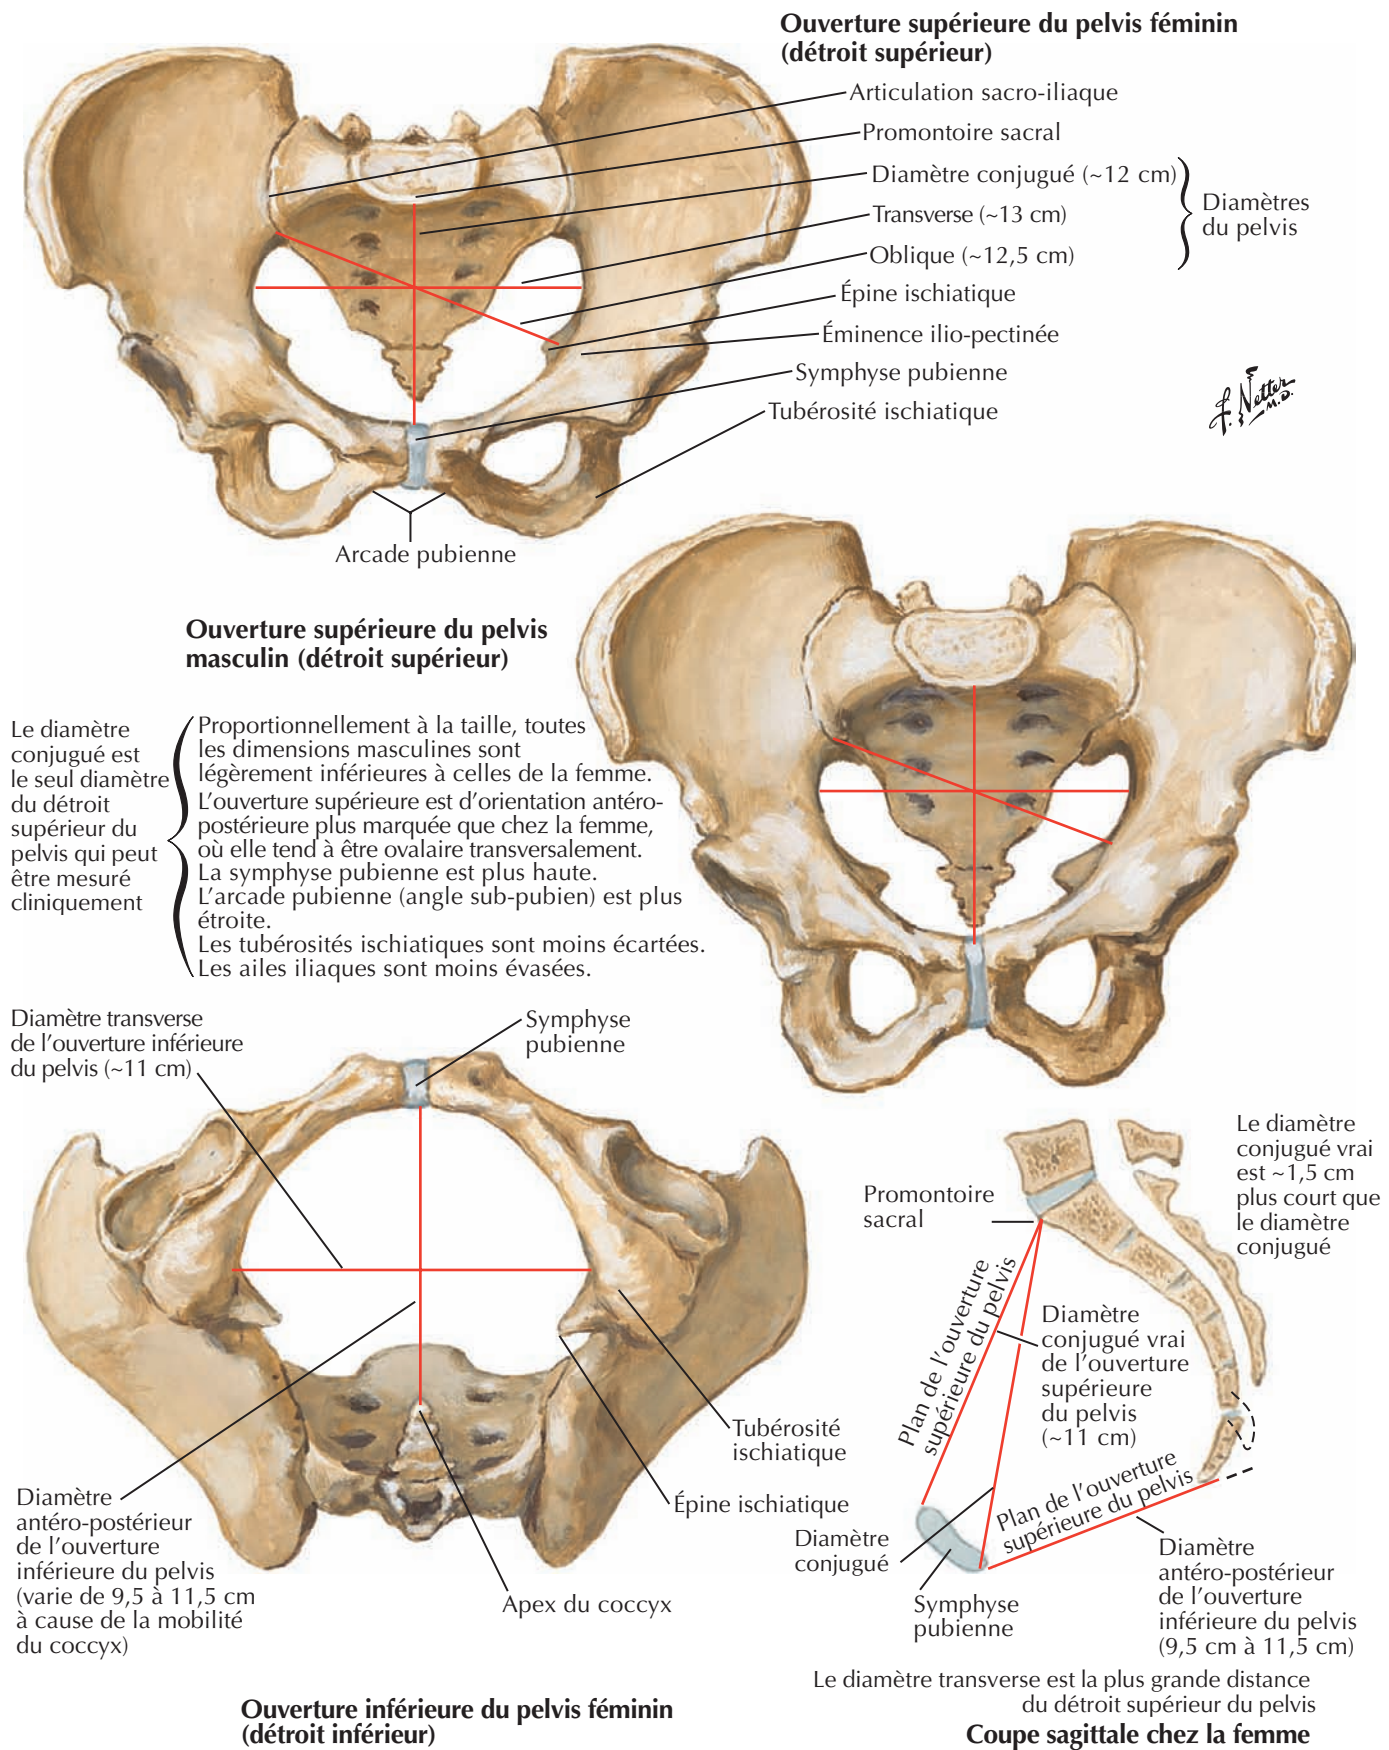 Ouverture supérieure du pelvis féminin
(détroit supérieur)
Articulation sacro-iliaque
Promontoire sacral
Diamètre conjugué (~12 cm)
Transverse (~13 cm)
Oblique (~12,5 cm)
Diamètres
du pelvis
Épine ischiatique
Éminence ilio-pectinée
Symphyse pubienne
Tubérosité ischiatique
F. Netter
M.D.
Arcade pubienne
Ouverture supérieure du pelvis
masculin (détroit supérieur)
Le diamètre
conjugué est
le seul diamètre
du détroit
supérieur du
pelvis qui peut
être mesuré
cliniquement
Proportionnellement à la taille, toutes
les dimensions masculines sont
légèrement inférieures à celles de la femme.
L'ouverture supérieure est d'orientation antéro-
postérieure plus marquée que chez la femme,
où elle tend à être ovalaire transversalement.
La symphyse pubienne est plus haute.
L'arcade pubienne (angle sub-pubien) est plus
étroite.
Les tubérosités ischiatiques sont moins écartées.
Les ailes iliaques sont moins évasées.
Diamètre transverse
de l'ouverture inférieure
du pelvis (~11 cm)
Symphyse
pubienne
Tubérosité
ischiatique
Épine ischiatique
Apex du coccyx
Diamètre
antéro-postérieur
de l'ouverture
inférieure du pelvis
(varie de 9,5 à 11,5 cm
à cause de la mobilité
du coccyx)
Ouverture inférieure du pelvis féminin
(détroit inférieur)
Le diamètre
conjugué vrai
est ~1,5 cm
plus court que
le diamètre
conjugué
Promontoire
sacral
Plan de l'ouverture
supérieure du pelvis
Diamètre
conjugué vrai
de l'ouverture
supérieure
du pelvis
(~11 cm)
Plan de l'ouverture
supérieure du pelvis
Diamètre
conjugué
Symphyse
pubienne
Diamètre
antéro-postérieur
de l'ouverture
inférieure du pelvis
(9,5 cm à 11,5 cm)
Le diamètre transverse est la plus grande distance
du détroit supérieur du pelvis
Coupe sagittale chez la femme